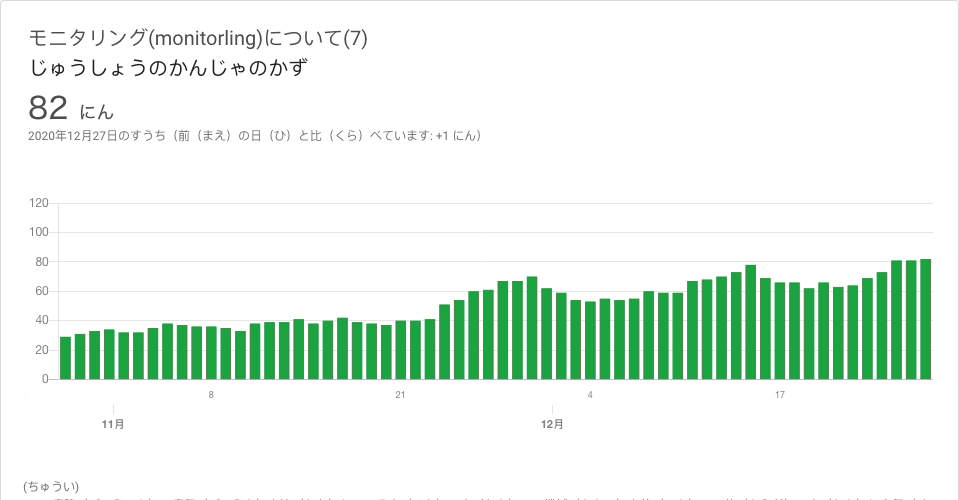 モニタリング(monitorling)について(7)
じゅうしょうのかんじゃのかず
82 にん
2020年12月27日のすうち（前（まえ）の日（ひ）と比（くら）べています: +1 にん）
120
100
80
60
40
20
0
8 21 4 17
11月 12月
(ちゅうい)